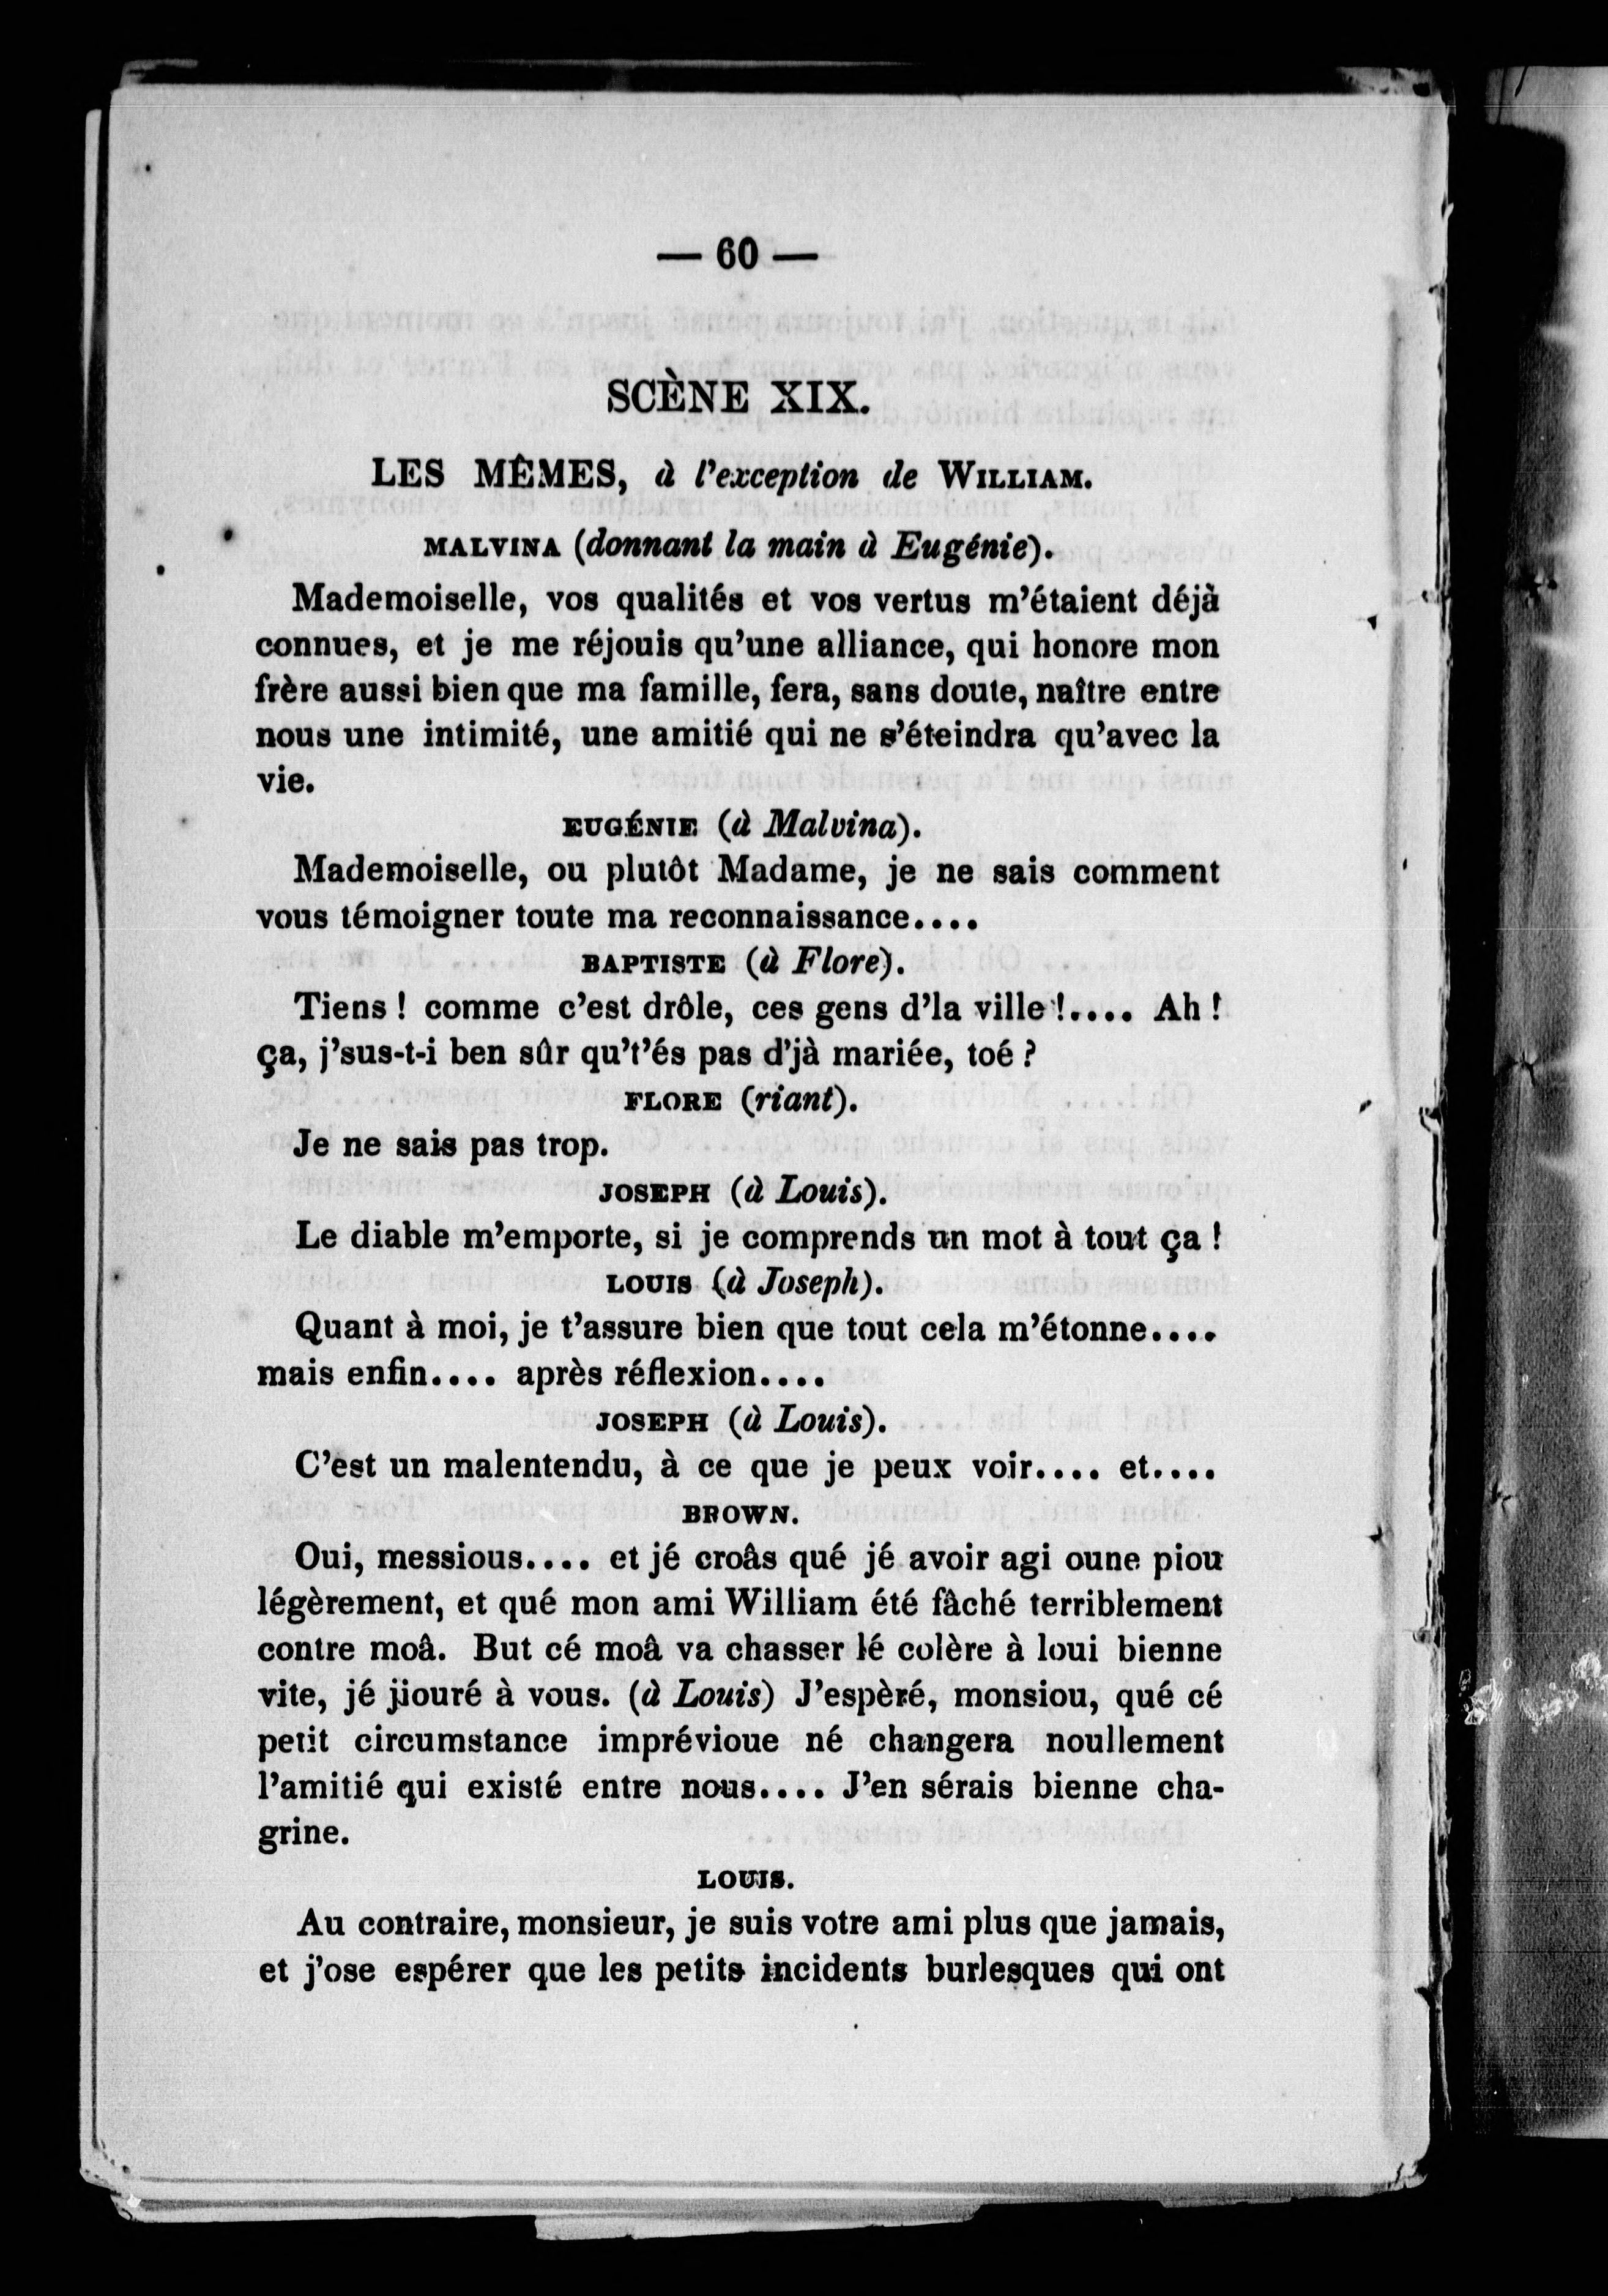 — 60 —
SCÈNE XIX.
LES MÊMES, à l'exception de WILLIAM.
MALVINA (donnant la main à Eugénie).
Mademoiselle, vos qualités et vos vertus m'étaient déjà
connues, et je me réjouis qu'une alliance, qui honore mon
frère aussi bien que ma famille, fera, sans doute, naître entre
nous une intimité, une amitié qui ne s'éteindra qu'avec la
vie.
EUGÉNIE (à Malvina).
Mademoiselle, ou plutôt Madame, je ne sais comment
vous témoigner toute ma reconnaissance....
BAPTISTE (à Flore).
Tiens ! comme c'est drôle, ces gens d'la ville !.... Ah !
ça, j'sus-t-i ben sûr qu't'és pas d'jà mariée, toé ?
FLORE (riant).
Je ne sais pas trop.
JOSEPH (à Louis).
Le diable m'emporte, si je comprends un mot à tout ça !
LOUIS (à Joseph).
Quant à moi, je t'assure bien que tout cela m'étonne....
mais enfin.... après réflexion....
JOSEPH (à Louis).
C'est un malentendu, à ce que je peux voir.... et....
BROWN.
Oui, messious.... et jé croâs qué jé avoir agi oune piou
légèrement, et qué mon ami William été fâché terriblement
contre moâ. But cé moâ va chasser lé colère à loui bienne
vite, jé jiouré à vous. (à Louis) J'espèré, monsiou, qué cé
petit circumstance imprévioue né changera noullement
l'amitié qui existé entre nous.... J'en sérais bienne cha-
grine.
LOUIS.
Au contraire, monsieur, je suis votre ami plus que jamais,
et j'ose espérer que les petits incidents burlesques qui ont